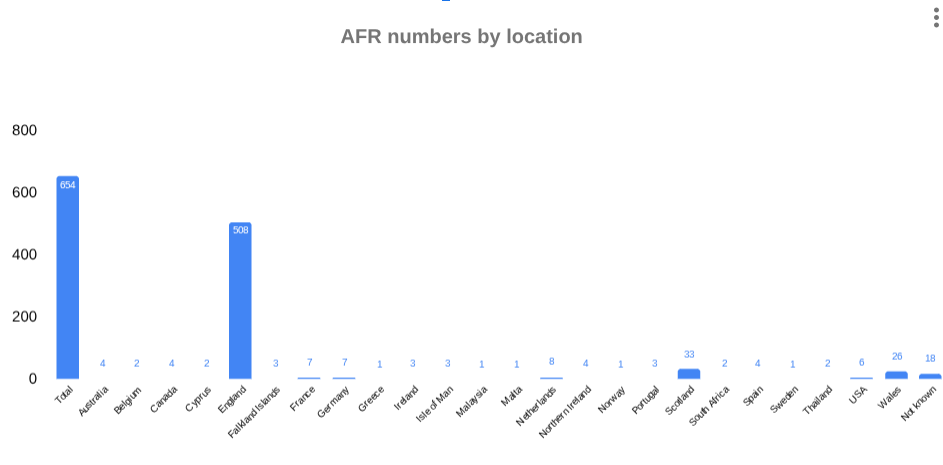 AFR numbers by location
800
600
400
200
0
654
4
2
4
2
508
3
7
7
1
3
3
1
1
8
4
1
3
33
2
4
1
2
6
26
18
Total
Australia
Belgium
Canada
Cyprus
England
Falkland Islands
France
Germany
Greece
Ireland
Isle of Man
Malaysia
Malta
Netherlands
Northern Ireland
Norway
Portugal
Scotland
South Africa
Spain
Sweden
Thailand
USA
Wales
Not known